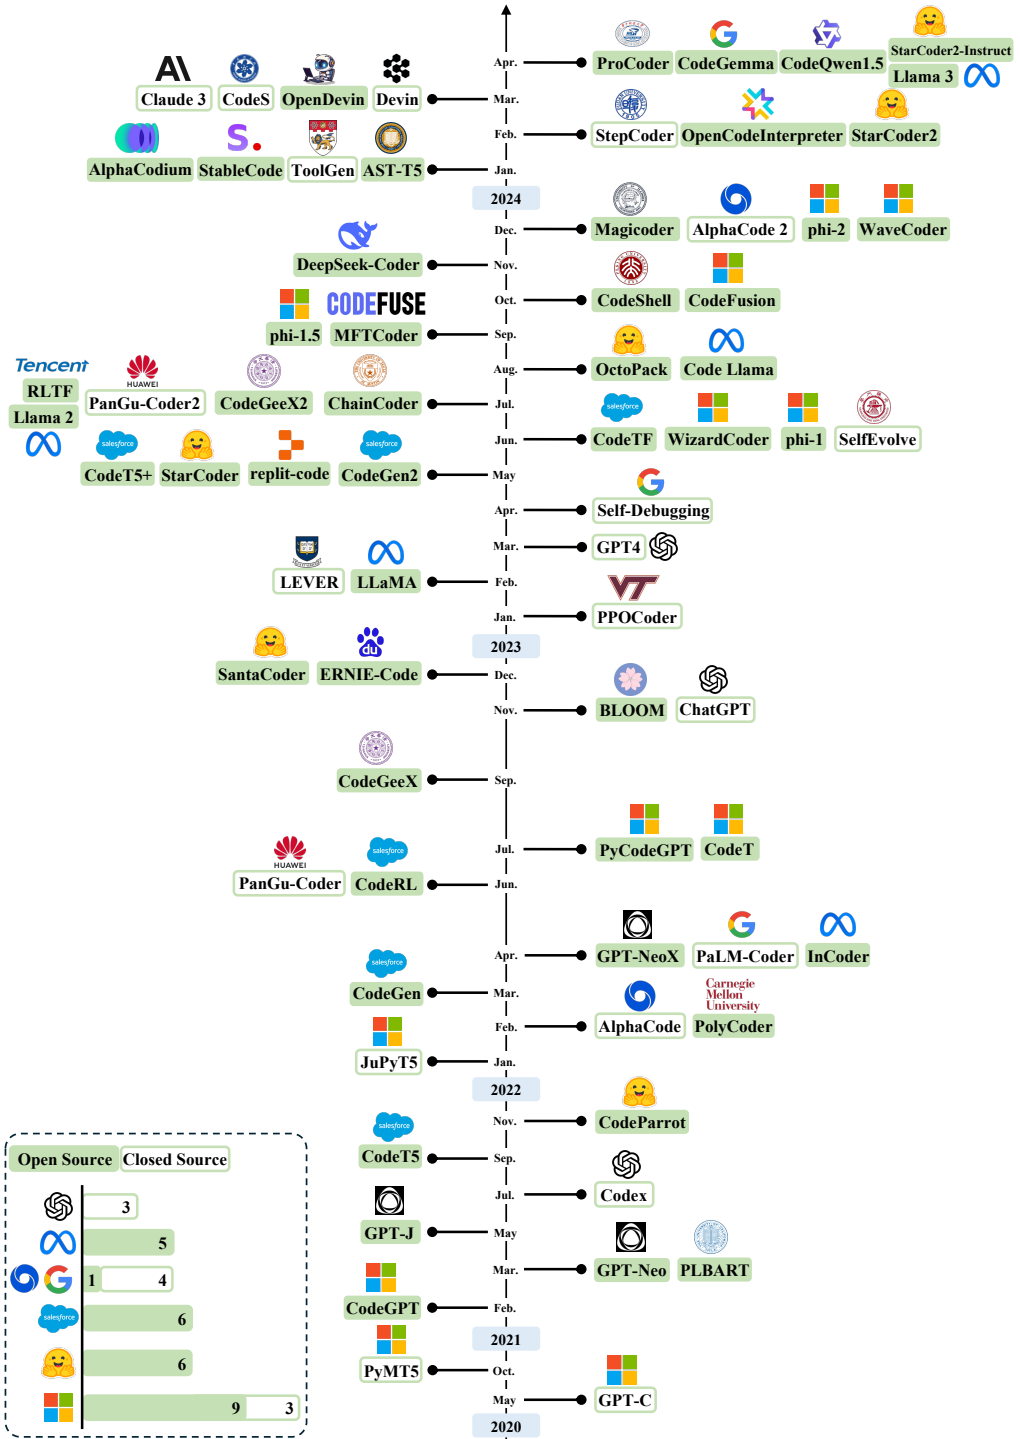 Apr.
ProCoder CodeGemma CodeQwen1.5 StarCoder2-Instruct
Llama 3
Claude 3 CodeS OpenDevin Devin
Mar.
Feb.
StepCoder OpenCodeInterpreter StarCoder2
S.
AlphaCodium StableCode ToolGen AST-T5
Jan.
2024
Dec.
Magicoder AlphaCode 2 phi-2 WaveCoder
DeepSeek-Coder
Nov.
Oct.
CodeShell CodeFusion
CODEFUSE
phi-1.5 MFTCoder
Sep.
Aug.
OctoPack Code Llama
Tencent
HUAWEI
RLTF
Llama 2
PanGu-Coder2 CodeGeeX2 ChainCoder
Jul.
salesforce
Jun.
CodeTF WizardCoder phi-1 SelfEvolve
salesforce
salesforce
CodeT5+ StarCoder replit-code CodeGen2
May
Apr.
Self-Debugging
Mar.
GPT4
LEVER LLaMA
Feb.
VT
Jan.
PPOCoder
2023
du
SantaCoder ERNIE-Code
Dec.
Nov.
BLOOM ChatGPT
CodeGeeX
Sep.
Jul.
PyCodeGPT CodeT
HUAWEI
salesforce
PanGu-Coder CodeRL
Jun.
Apr.
GPT-NeoX PaLM-Coder InCoder
salesforce
CodeGen
Mar.
Carnegie
Mellon
University
Feb.
AlphaCode PolyCoder
JuPyT5
Jan.
2022
Nov.
CodeParrot
salesforce
CodeT5
Sep.
Jul.
Codex
GPT-J
May
Mar.
GPT-Neo PLBART
CodeGPT
Feb.
2021
PyMT5
Oct.
May
GPT-C
2020
Open Source Closed Source
3
5
1 4
salesforce
6
6
9 3